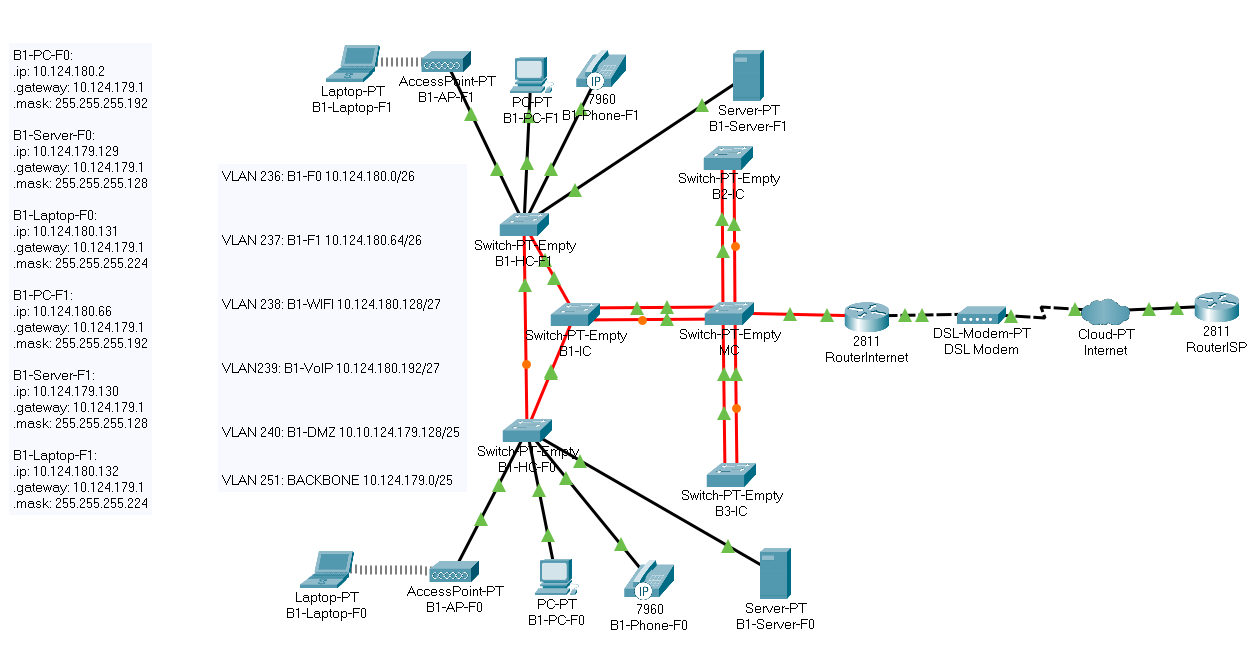 B1-PC-F0:
.ip: 10.124.180.2
.gateway: 10.124.179.1
.mask: 255.255.255.192
B1-Server-F0:
.ip: 10.124.179.129
.gateway: 10.124.179.1
.mask: 255.255.255.128
B1-Laptop-F0:
.ip: 10.124.180.131
.gateway: 10.124.179.1
.mask: 255.255.255.224
B1-PC-F1:
.ip: 10.124.180.66
.gateway: 10.124.179.1
.mask: 255.255.255.192
B1-Server-F1:
.ip: 10.124.179.130
.gateway: 10.124.179.1
.mask: 255.255.255.128
B1-Laptop-F1:
.ip: 10.124.180.132
.gateway: 10.124.179.1
.mask: 255.255.255.224
VLAN 236: B1-F0 10.124.180.0/26
VLAN 237: B1-F1 10.124.180.64/26
VLAN 238: B1-WIFI 10.124.180.128/27
VLAN239: B1-VoIP 10.124.180.192/27
VLAN 240: B1-DMZ 10.10.124.179.128/25
VLAN 251: BACKBONE 10.124.179.0/25
Laptop-PT
B1-Laptop-F1
AccessPoint-PT
B1-AP-F1
PC-PT
B1-PC-F1
IP
7960
B1-Phone-F1
Server-PT
B1-Server-F1
Switch-PT-Empty
B2-IC
Switch-PT-Empty
B1-HC-F1
Switch-PT-Empty
B1-IC
Switch-PT-Empty
MC
2811
RouterInternet
DSL-Modem-PT
DSL Modem
Cloud-PT
Internet
2811
RouterISP
Switch-PT-Empty
B1-HC-F0
Switch-PT-Empty
B3-IC
Laptop-PT
B1-Laptop-F0
AccessPoint-PT
B1-AP-F0
PC-PT
B1-PC-F0
IP
7960
B1-Phone-F0
Server-PT
B1-Server-F0